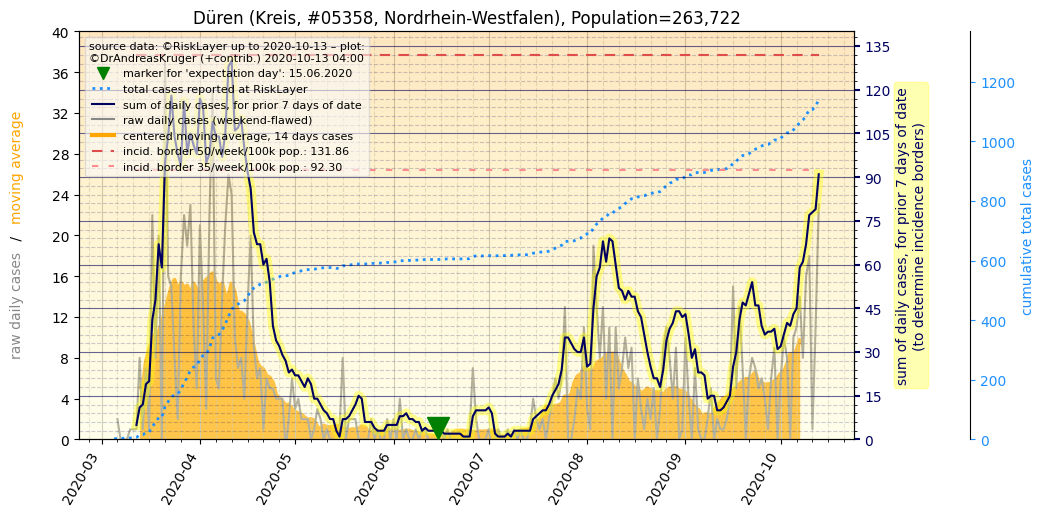 Düren (Kreis, #05358, Nordrhein-Westfalen), Population=263,722
source data: ©RiskLayer up to 2020-10-13 – plot:
©DrAndreasKruger (+contrib.) 2020-10-13 04:00
marker for 'expectation day': 15.06.2020
total cases reported at RiskLayer
sum of daily cases, for prior 7 days of date
raw daily cases (weekend-flawed)
centered moving average, 14 days cases
incid. border 50/week/100k pop.: 131.86
incid. border 35/week/100k pop.: 92.30
raw daily cases / moving average
40
36
32
28
24
20
16
12
8
4
0
2020-03
2020-04
2020-05
2020-06
2020-07
2020-08
2020-09
2020-10
135
120
105
90
75
60
45
30
15
0
sum of daily cases, for prior 7 days of date
(to determine incidence borders)
1200
1000
800
600
400
200
0
cumulative total cases